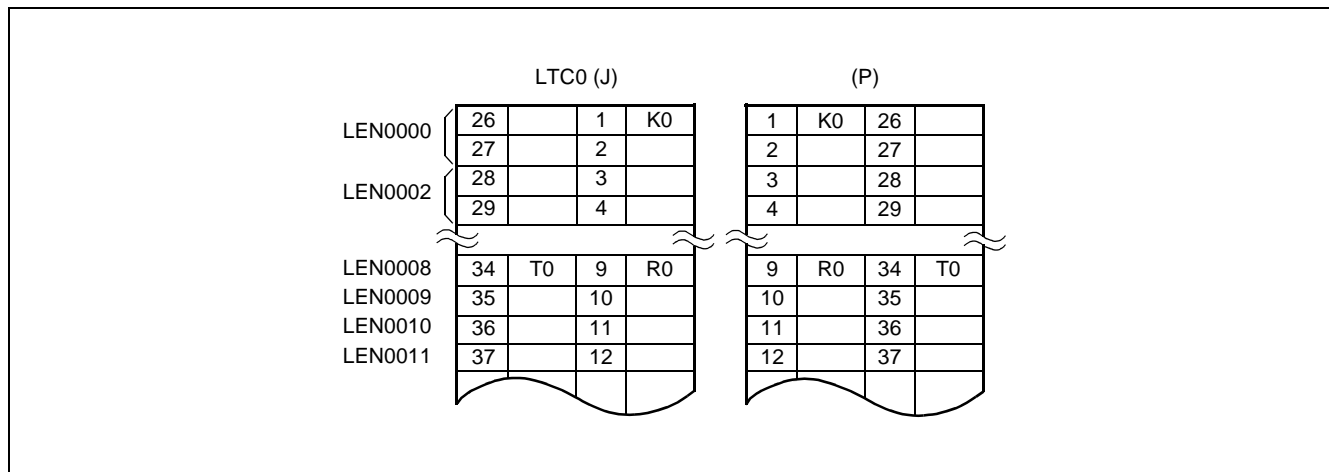 LTC0 (J) (P)
LEN0000 26 1 K0 1 K0 26
27 2 2 27
LEN0002 28 3 3 28
29 4 4 29
LEN0008 34 T0 9 R0 9 R0 34 T0
LEN0009 35 10 10 35
LEN0010 36 11 11 36
LEN0011 37 12 12 37